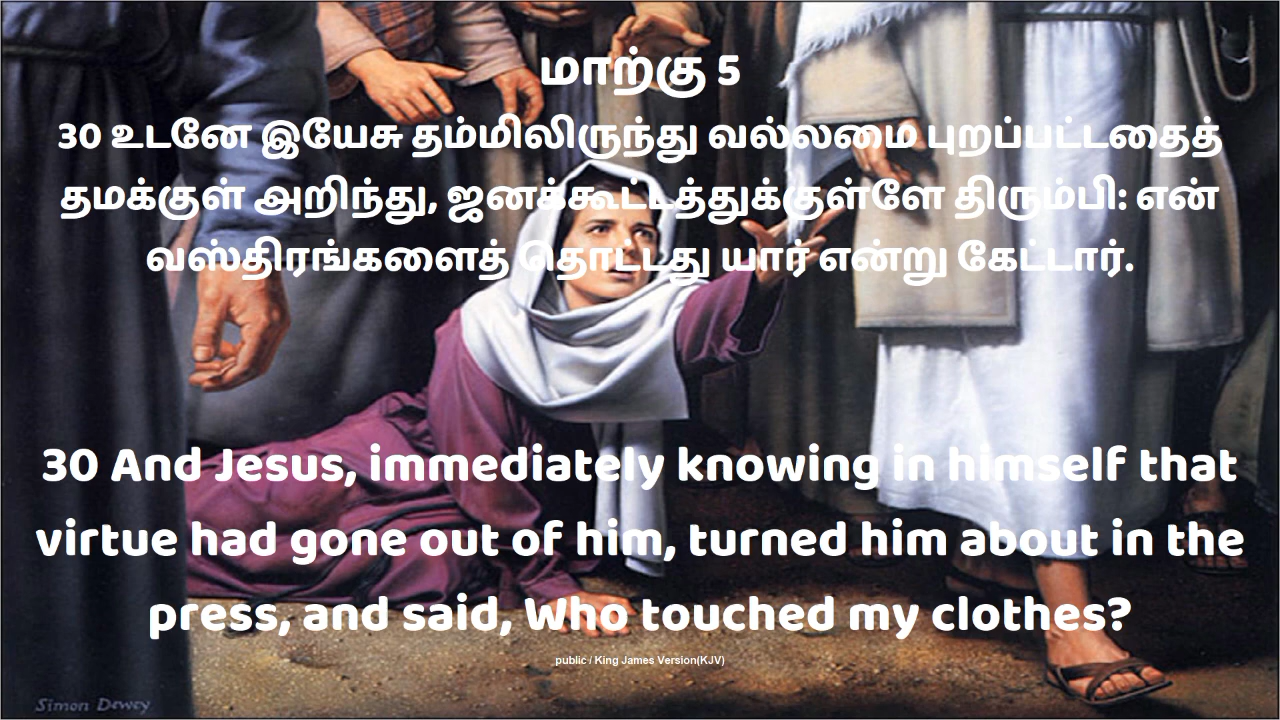 மாற்கு 5
30 உடனே இயேசு தம்மிலிருந்து வல்லமை புறப்பட்டதைத்
தமக்குள் அறிந்து, ஜனக்கூட்டத்துக்குள்ளே திரும்பி: என்
வஸ்திரங்களைத் தொட்டது யார் என்று கேட்டார்.
30 And Jesus, immediately knowing in himself that
virtue had gone out of him, turned him about in the
press, and said, Who touched my clothes?
public / King James Version(KJV)
Simon Dewey